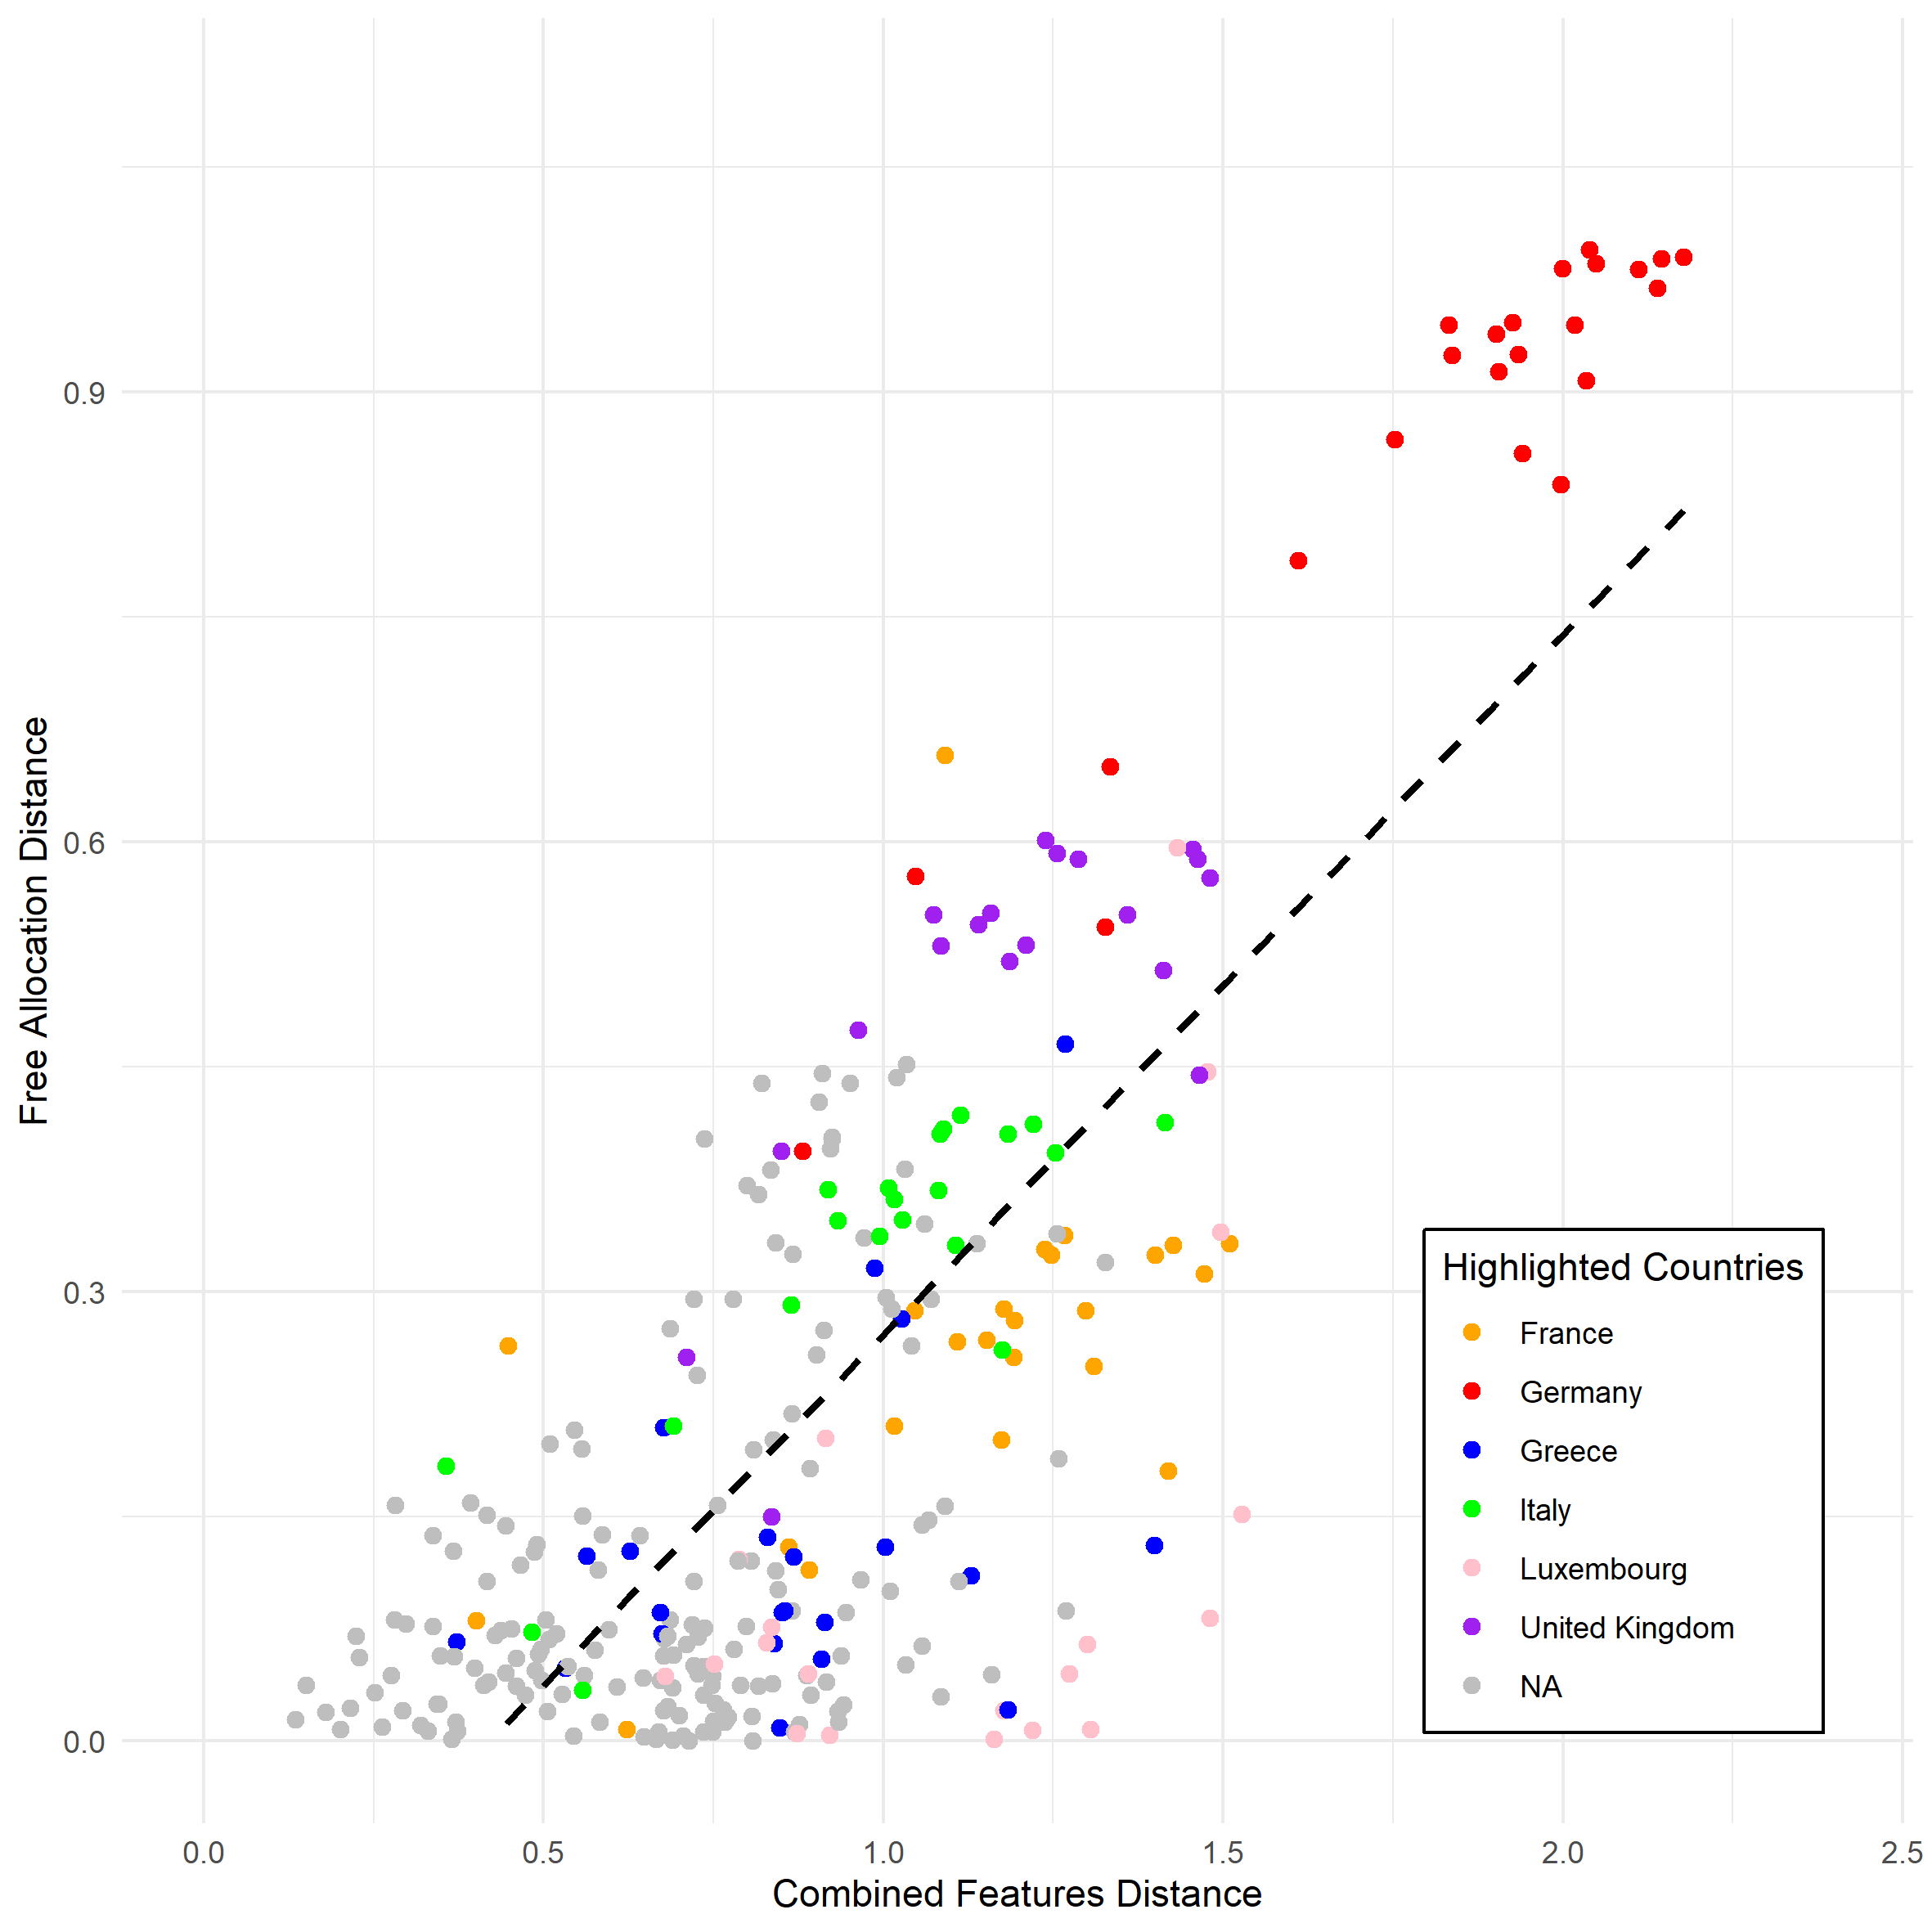 Free Allocation Distance
0.9
0.6
0.3
0.0
Highlighted Countries
France
Germany
Greece
Italy
Luxembourg
United Kingdom
NA
0.0 0.5 1.0 1.5 2.0 2.5
Combined Features Distance